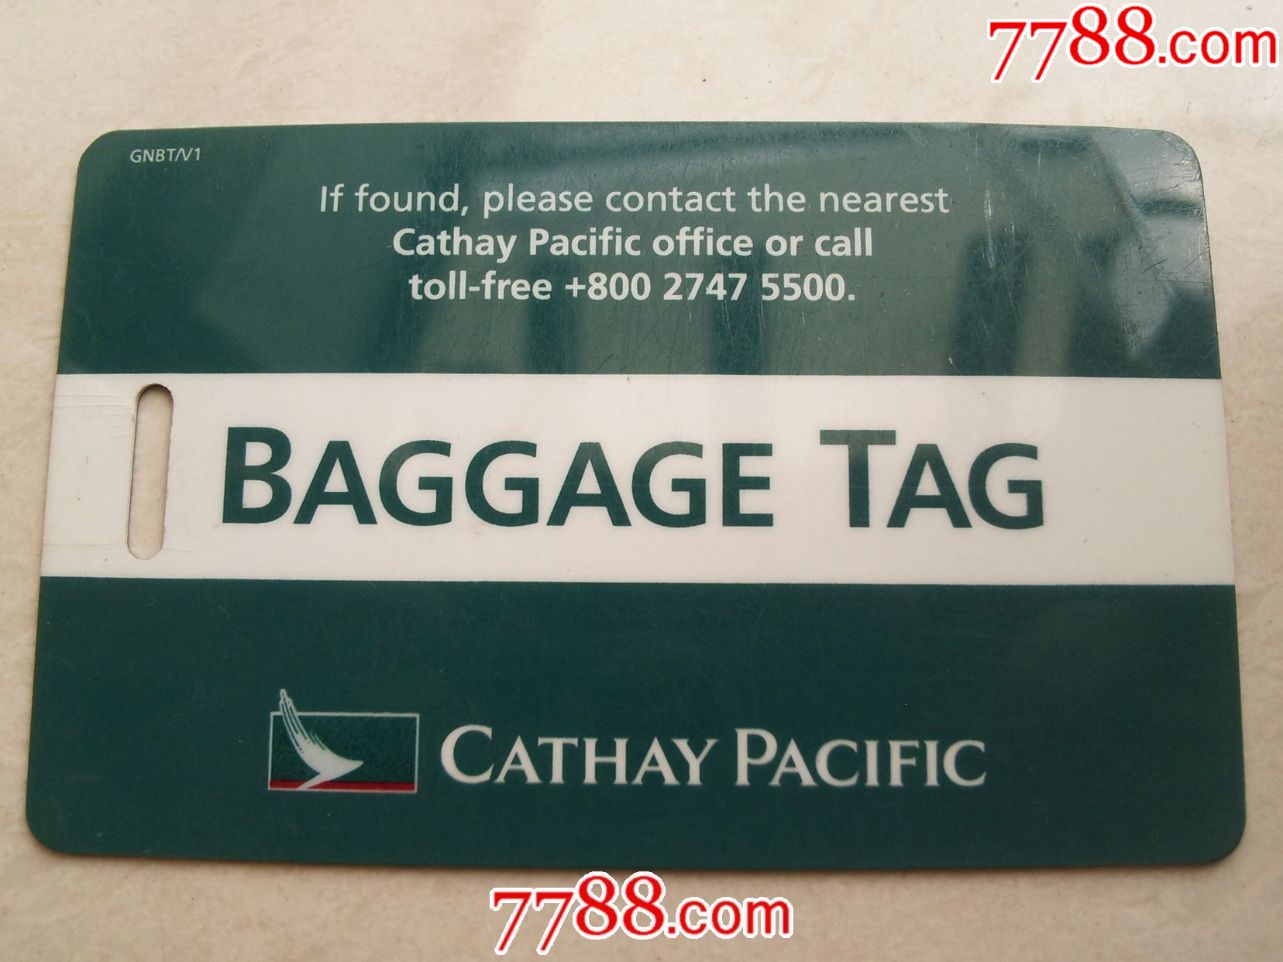 7788.com
GNBT/V1
If found, please contact the nearest
Cathay Pacific office or call
toll-free +800 2747 5500.
BAGGAGE TAG
CATHAY PACIFIC
7788.com